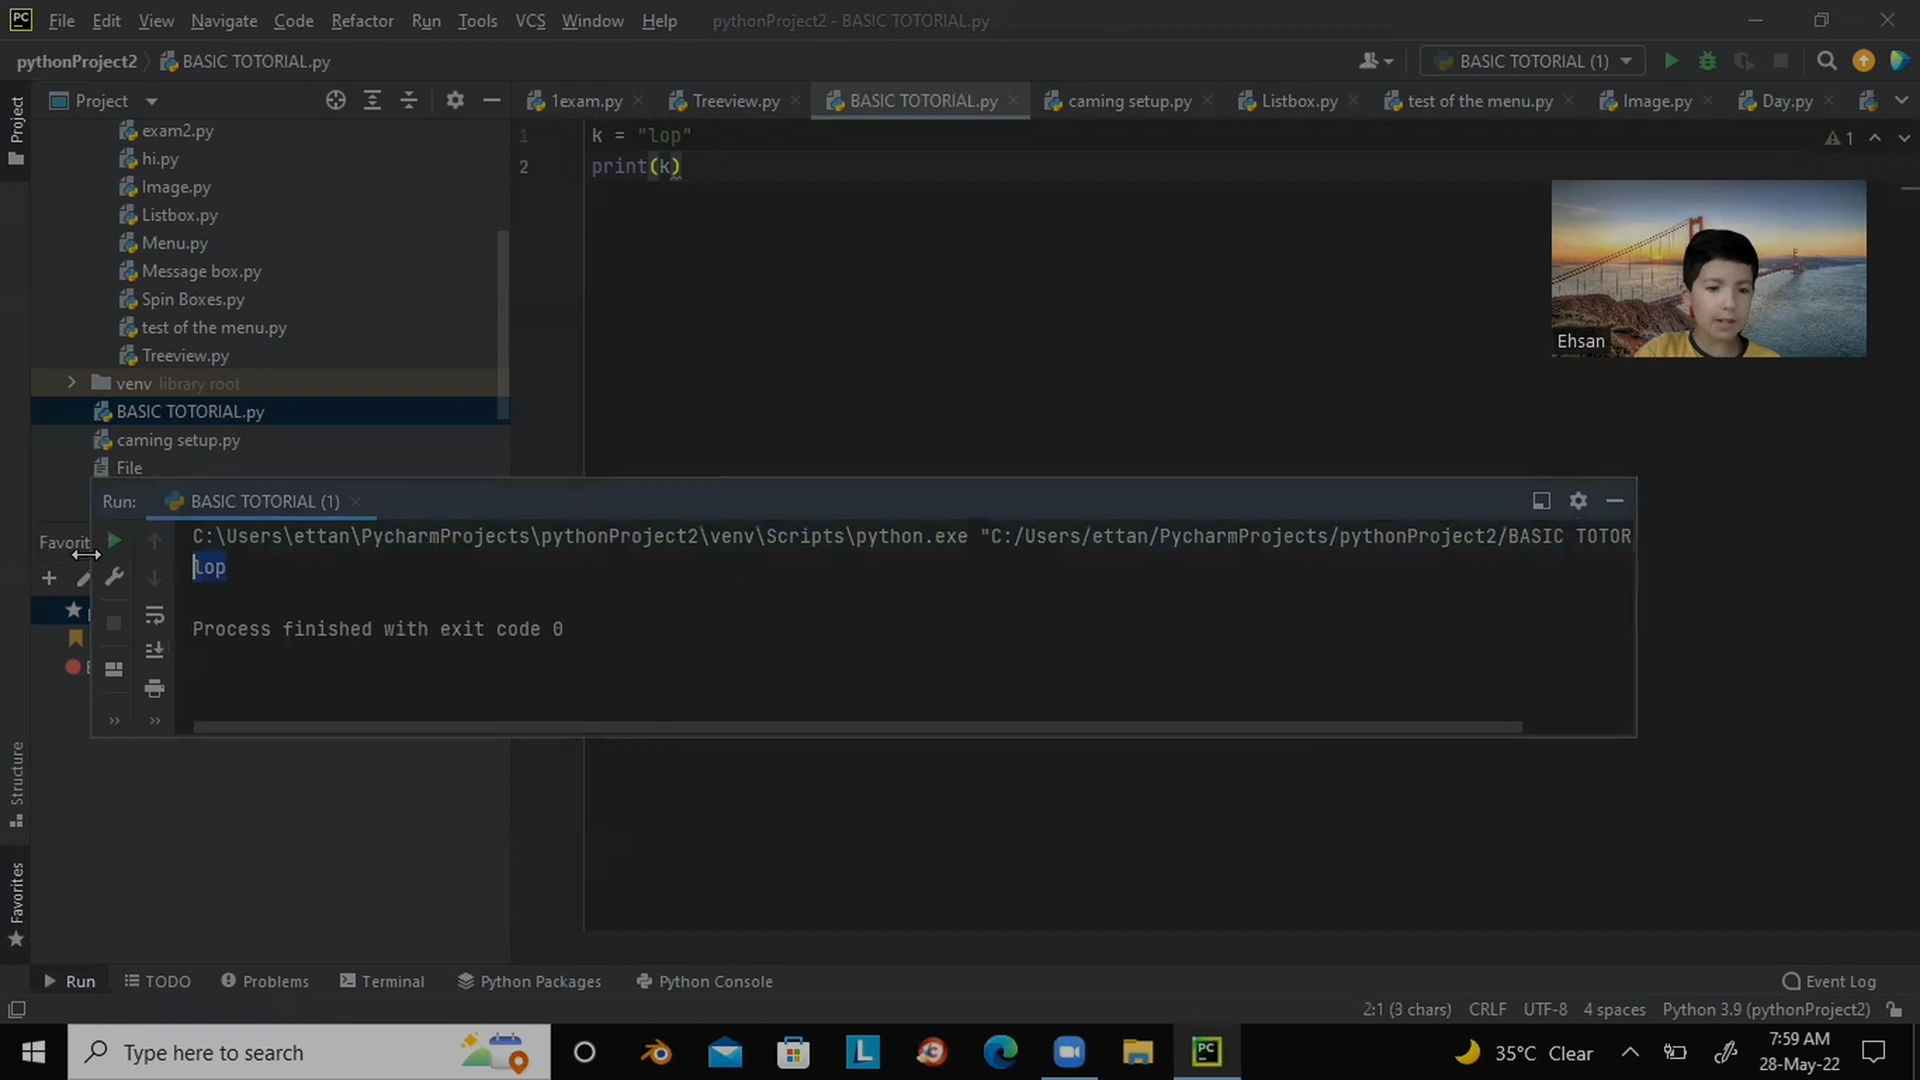 PC File Edit View Navigate Code Refactor Run Tools VCS Window Help pythonProject2 - BASIC TOTORIAL.py
pythonProject2 BASIC TOTORIAL.py BASIC TOTORIAL (1)
Project Project 1exam.py Treeview.py BASIC TOTORIAL.py caming setup.py Listbox.py test of the menu.py Image.py Day.py
exam2.py
hi.py
Image.py
Listbox.py
Menu.py
Message box.py
Spin Boxes.py
test of the menu.py
Treeview.py
venv library root
BASIC TOTORIAL.py
caming setup.py
File
1 k = "lop"
2 print(k)
1
Ehsan
Run: BASIC TOTORIAL (1)
Favorit
C:\Users\ettan\PycharmProjects\pythonProject2\venv\Scripts\python.exe "C:/Users/ettan/PycharmProjects/pythonProject2/BASIC TOTOR
lop
Process finished with exit code 0
Structure
Favorites
Run TODO Problems Terminal Python Packages Python Console Event Log
2:1 (3 chars) CRLF UTF-8 4 spaces Python 3.9 (pythonProject2)
Type here to search L PC 35°C Clear 7:59 AM
28-May-22